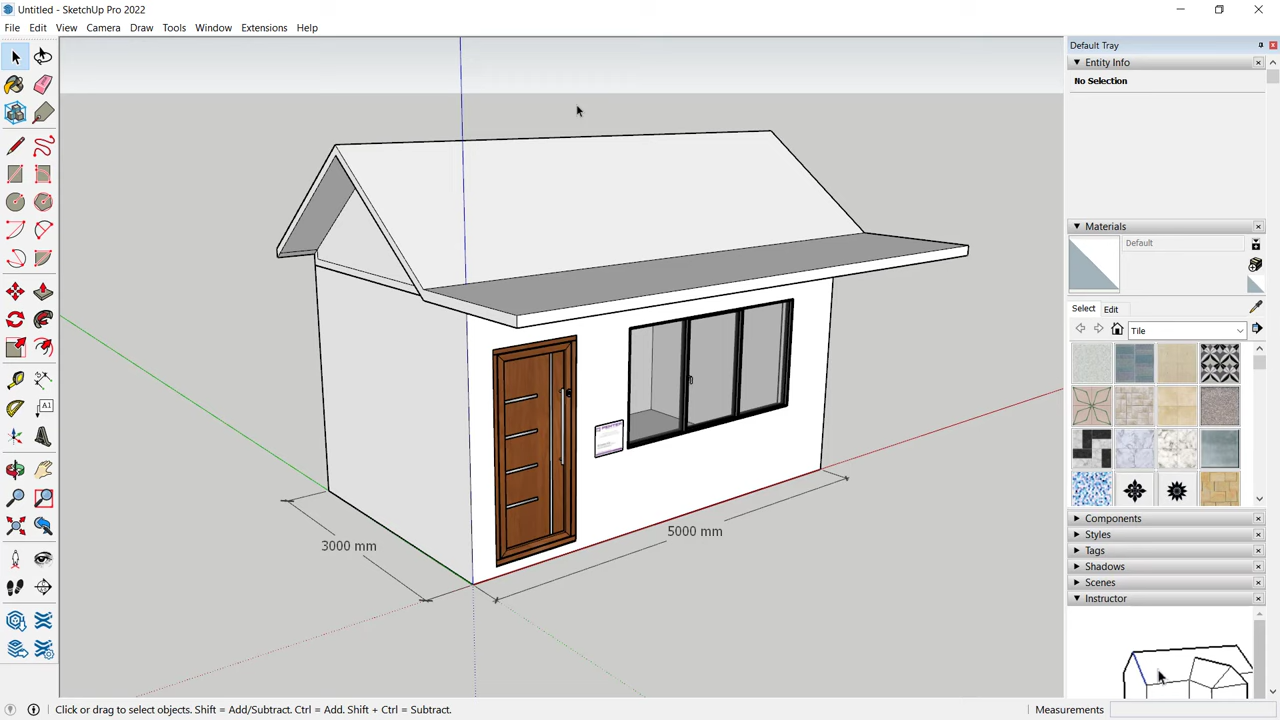 Untitled - SketchUp Pro 2022
File Edit View Camera Draw Tools Window Extensions Help
Default Tray
Entity Info
No Selection
Materials
Default
Select Edit
Tile
A1
3000 mm
5000 mm
Components
Styles
Tags
Shadows
Scenes
Instructor
Click or drag to select objects. Shift = Add/Subtract. Ctrl = Add. Shift + Ctrl = Subtract.
Measurements